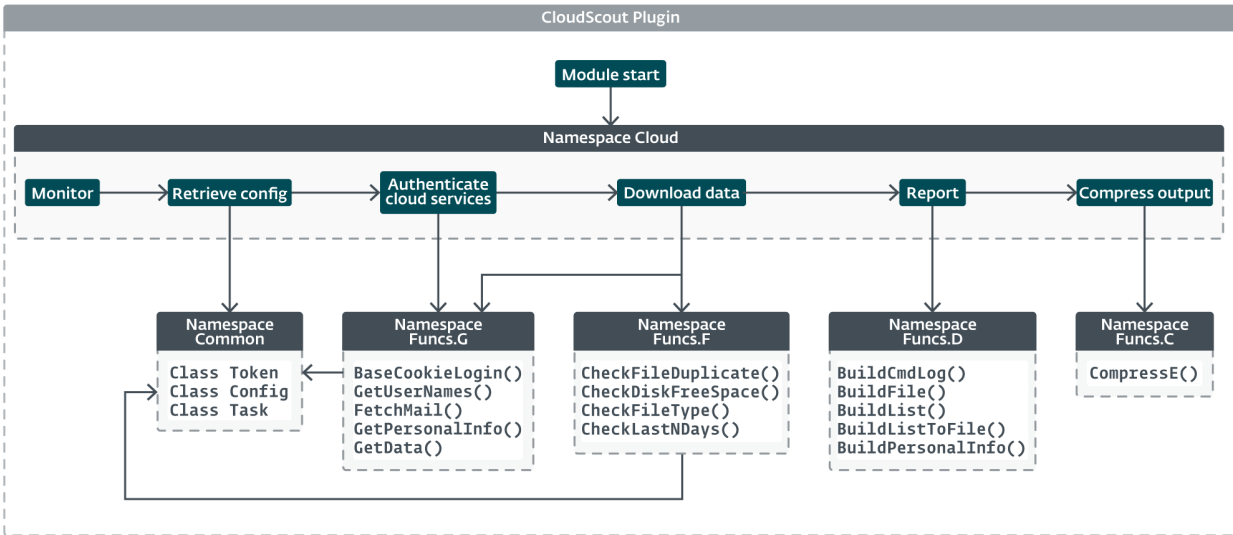 CloudScout Plugin
Module start
Namespace Cloud
Monitor
Retrieve config
Authenticate
cloud services
Download data
Report
Compress output
Namespace
Common
Class Token
Class Config
Class Task
Namespace
Funcs.G
BaseCookieLogin()
GetUserNames()
FetchMail()
GetPersonalInfo()
GetData()
Namespace
Funcs.F
CheckFileDuplicate()
CheckDiskFreeSpace()
CheckFileType()
CheckLastNDays()
Namespace
Funcs.D
BuildCmdLog()
BuildFile()
BuildList()
BuildListToFile()
BuildPersonalInfo()
Namespace
Funcs.C
CompressE()